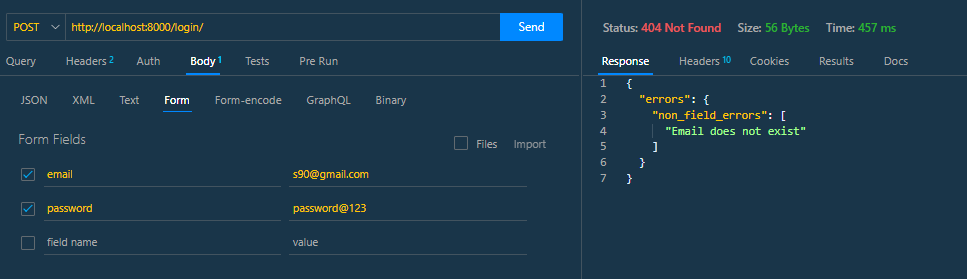 POST http://localhost:8000/login/ Send
Query Headers 2 Auth Body 1 Tests Pre Run
JSON XML Text Form Form-encode GraphQL Binary
Form Fields Files Import
email s90@gmail.com
password password@123
field name value
Status: 404 Not Found Size: 56 Bytes Time: 457 ms
Response Headers 10 Cookies Results Docs
1 {
2 "errors": {
3 "non_field_errors": [
4 "Email does not exist"
5 ]
6 }
7 }